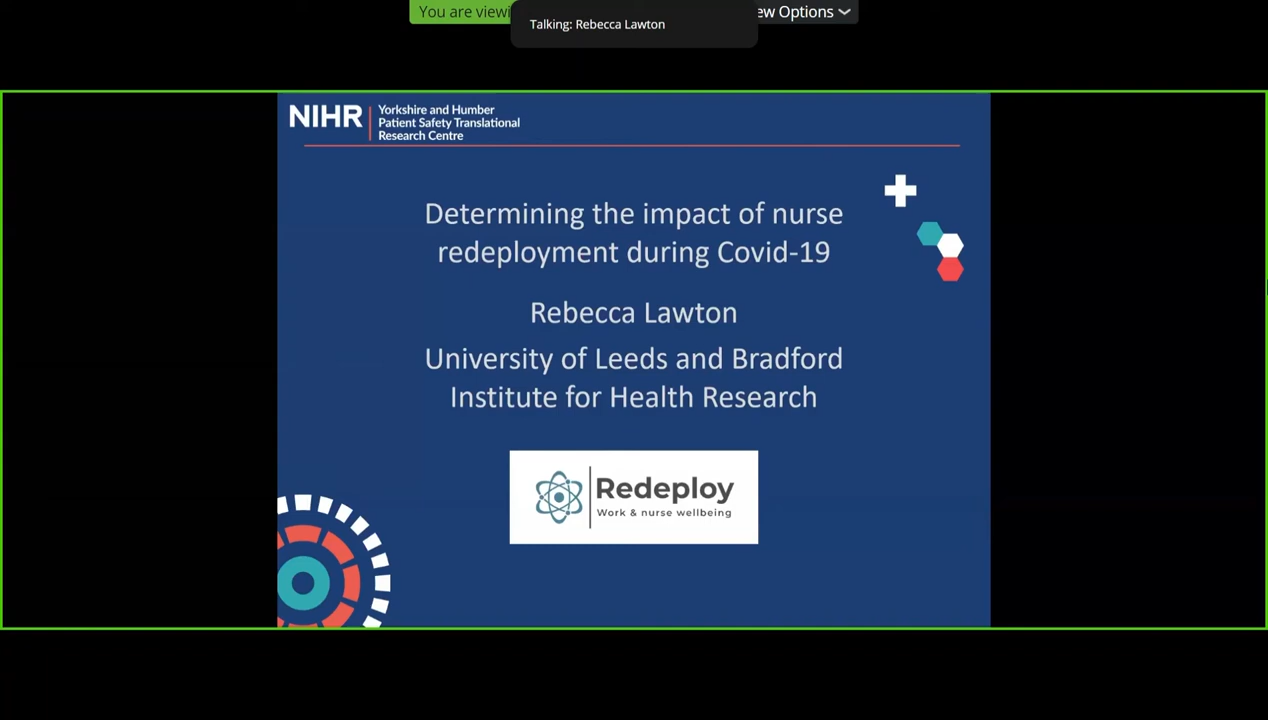 You are viewi
Talking: Rebecca Lawton
ew Options
NIHR
Yorkshire and Humber
Patient Safety Translational
Research Centre
Determining the impact of nurse
redeployment during Covid-19
Rebecca Lawton
University of Leeds and Bradford
Institute for Health Research
Redeploy
Work & nurse wellbeing